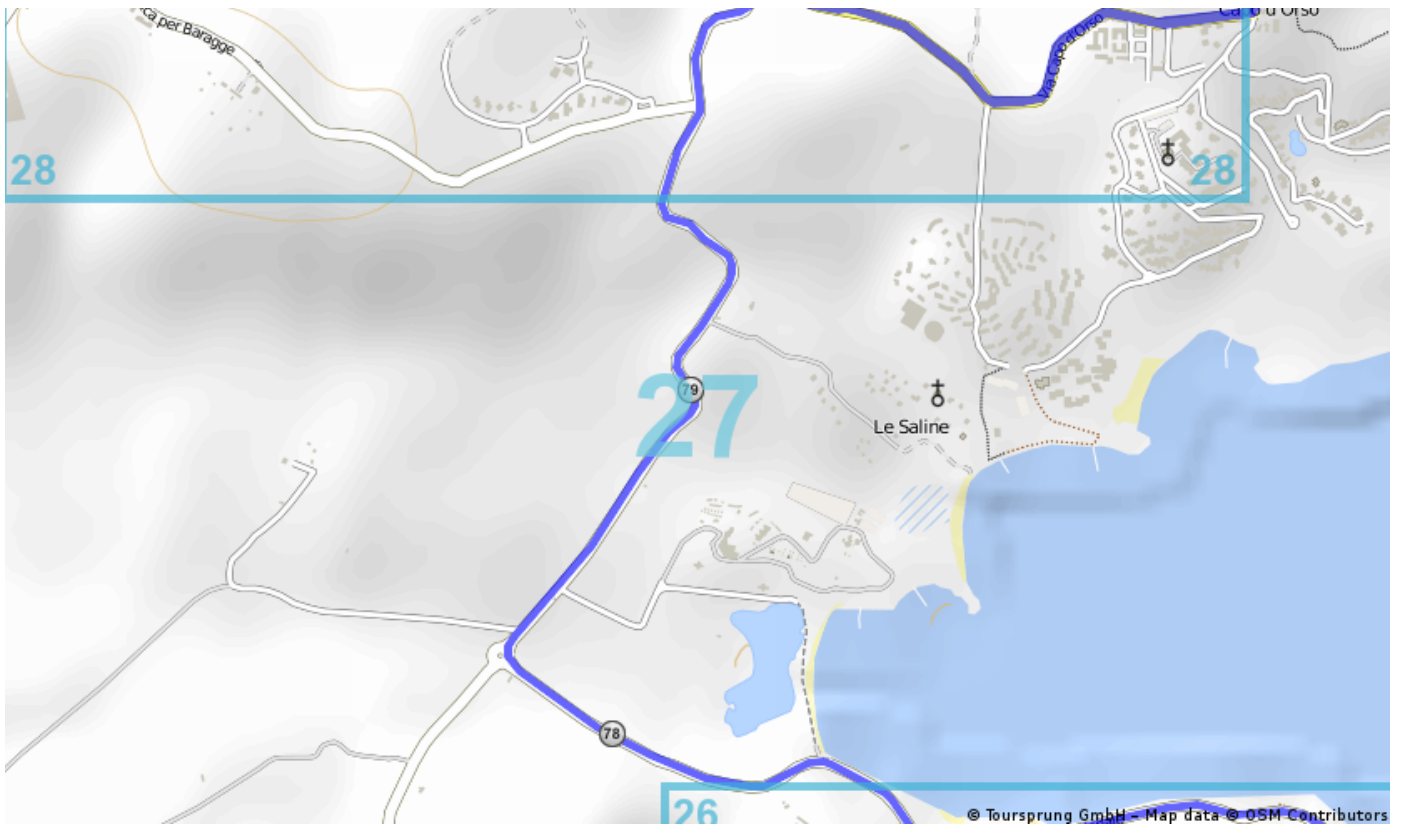 ca per Baragge
Capo d'Orso
Via Capo d'Orso
28
28
79
27
Le Saline
78
26
© Toursprung GmbH – Map data © OSM Contributors